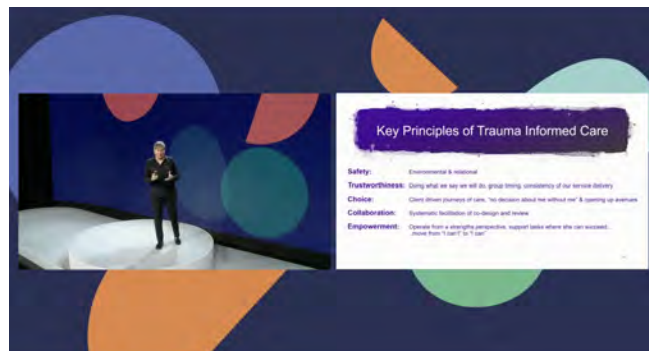 Key Principles of Trauma Informed Care
Safety: Environmental & relational
Trustworthiness: Doing what we say we will do, group timing, consistency of our service delivery
Choice: Client driven journeys of care, "no decision about me without me" & opening up avenues
Collaboration: Systematic facilitation of co-design and review
Empowerment: Operate from a strengths perspective, support tasks where she can succeed..
..move from "I can't" to "I can"